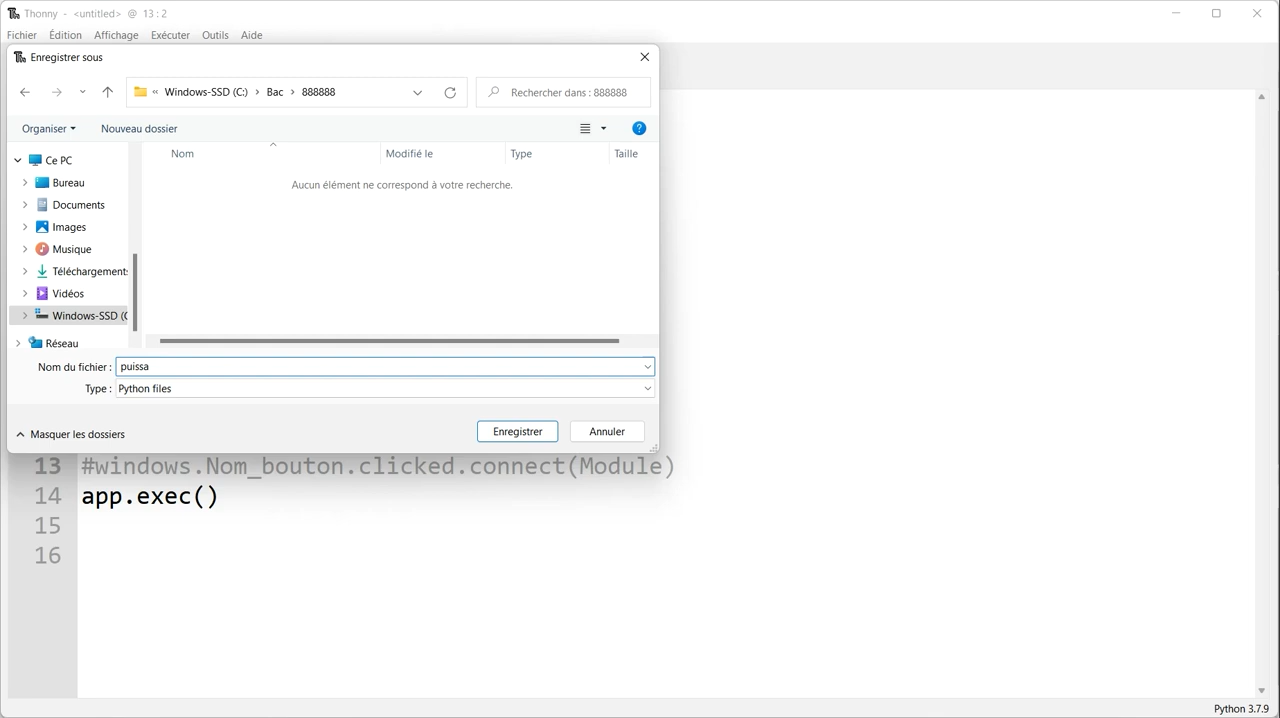 Thonny - <untitled> @ 13 : 2
Fichier Édition Affichage Exécuter Outils Aide
Enregistrer sous
« Windows-SSD (C:) > Bac > 888888
Rechercher dans : 888888
Organiser Nouveau dossier
Nom Modifié le Type Taille
Aucun élément ne correspond à votre recherche.
Ce PC
Bureau
Documents
Images
Musique
Téléchargements
Vidéos
Windows-SSD (C
Réseau
Nom du fichier : puissa
Type : Python files
Masquer les dossiers
Enregistrer Annuler
13 #windows.Nom_bouton.clicked.connect(Module)
14 app.exec()
15
16
Python 3.7.9